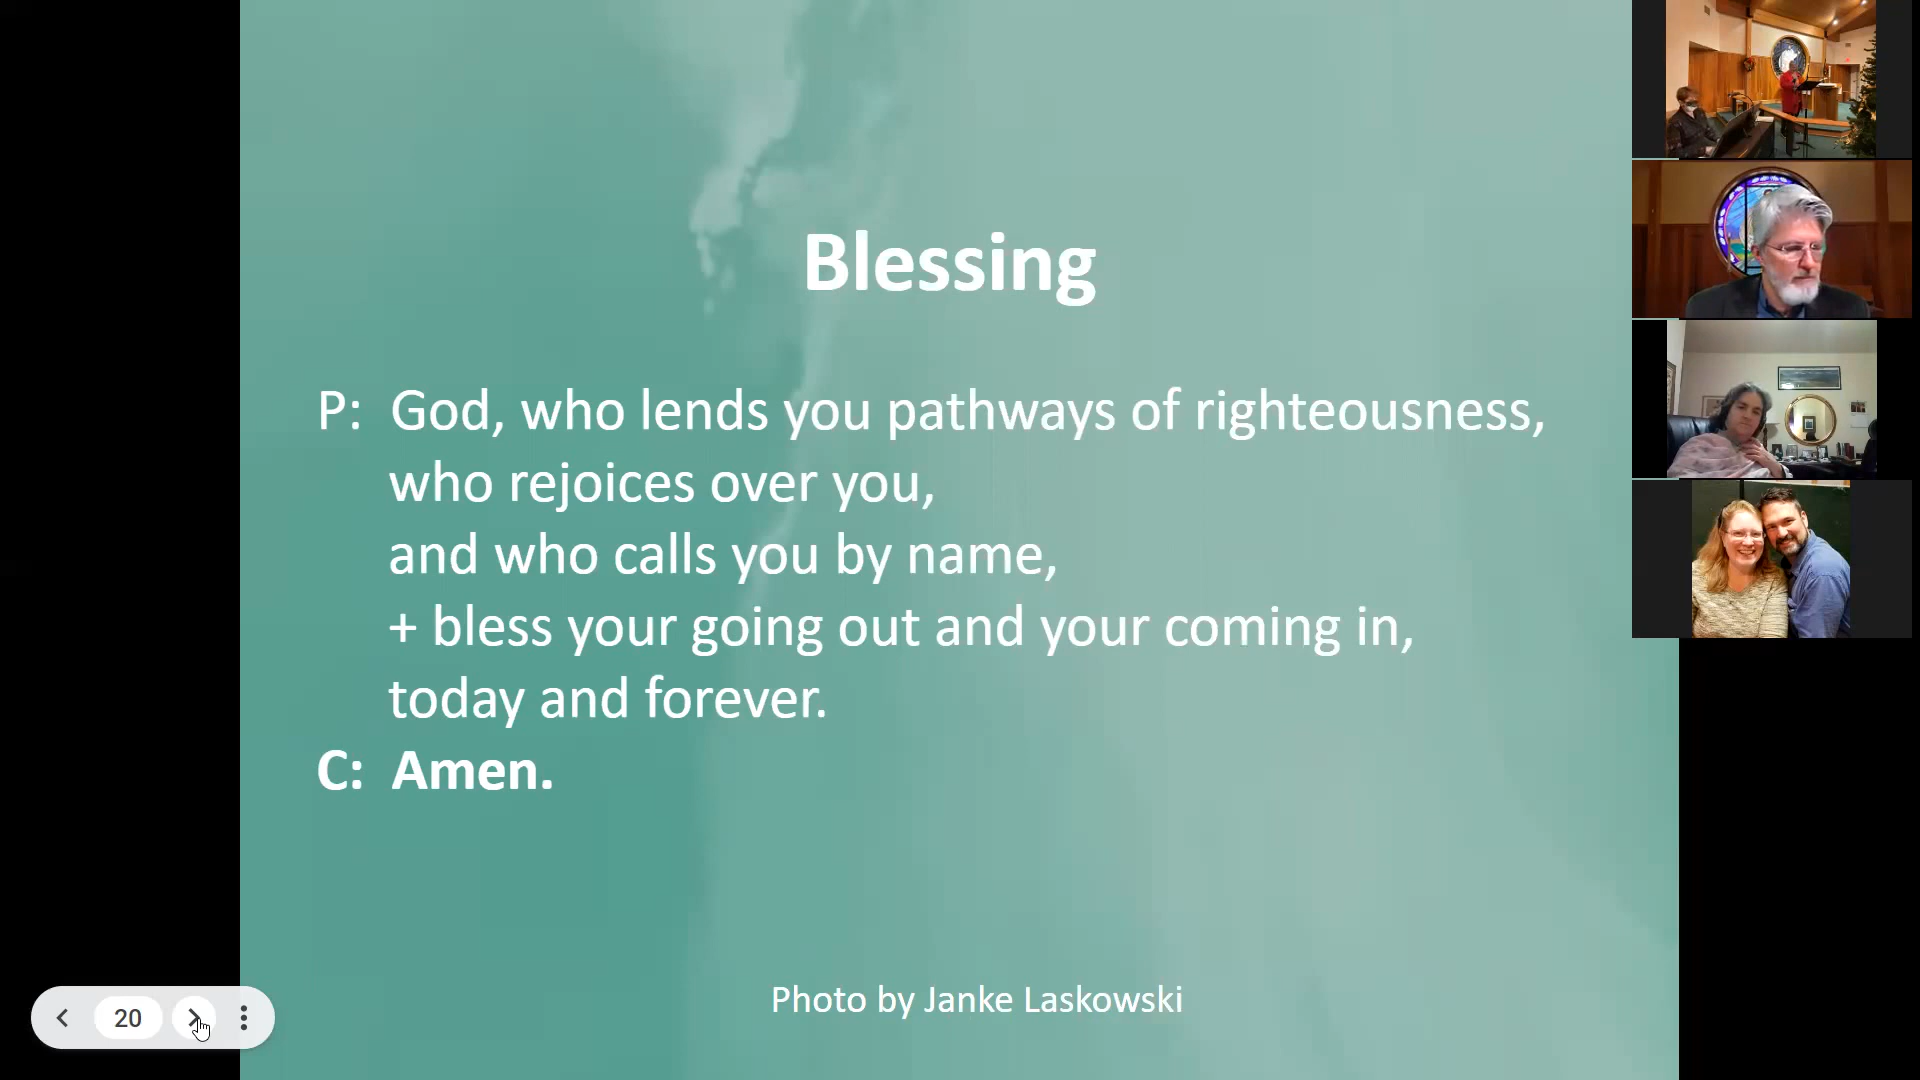 Blessing
P: God, who lends you pathways of righteousness,
who rejoices over you,
and who calls you by name,
+ bless your going out and your coming in,
today and forever.
C: Amen.
Photo by Janke Laskowski
20